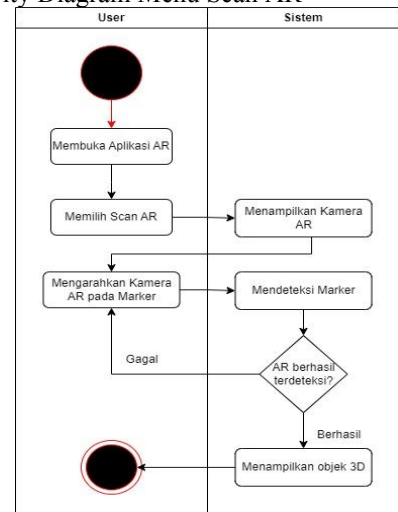 ity Diagram Menu Scan AR
User
Sistem
Membuka Aplikasi AR
Memilih Scan AR
Menampilkan Kamera
AR
Mengarahkan Kamera
AR pada Marker
Mendeteksi Marker
Gagal
AR berhasil
terdeteksi?
Berhasil
Menampilkan objek 3D